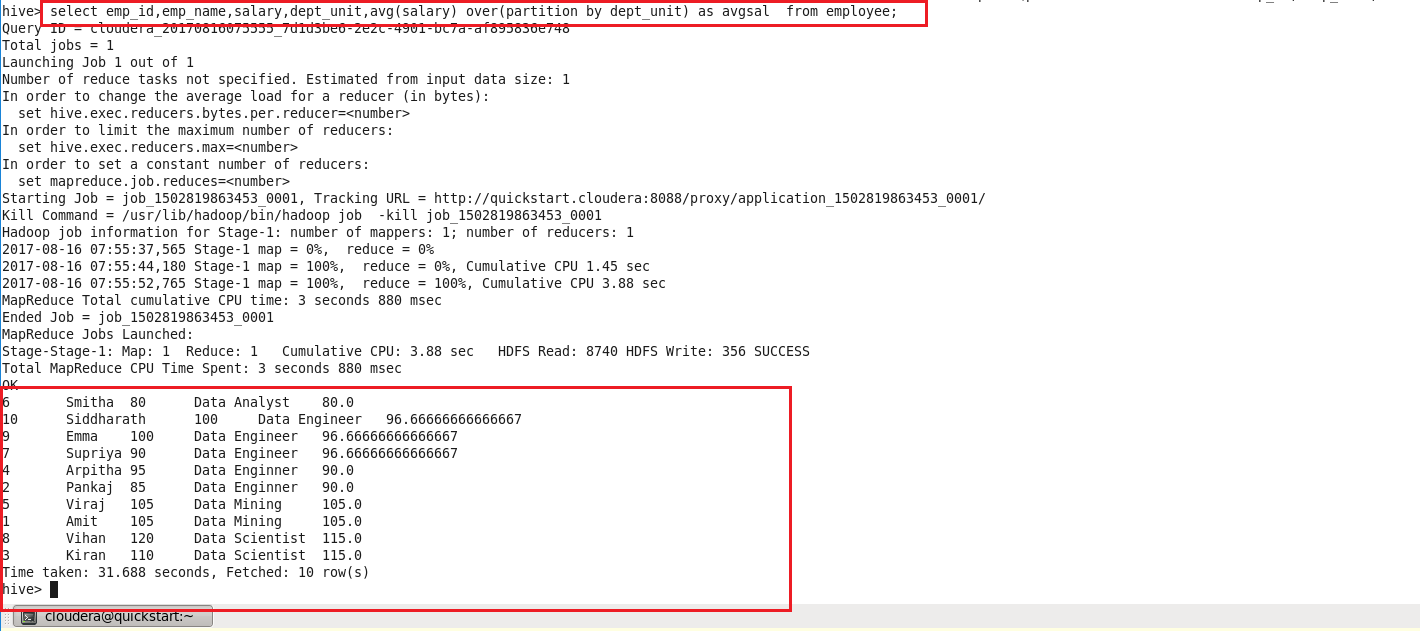 hive> select emp_id,emp_name,salary,dept_unit,avg(salary) over(partition by dept_unit) as avgsal  from employee;
Query ID = cloudera_20170816075555_7d1d3be6-2e2c-4901-bc7a-af895836e748
Total jobs = 1
Launching Job 1 out of 1
Number of reduce tasks not specified. Estimated from input data size: 1
In order to change the average load for a reducer (in bytes):
  set hive.exec.reducers.bytes.per.reducer=<number>
In order to limit the maximum number of reducers:
  set hive.exec.reducers.max=<number>
In order to set a constant number of reducers:
  set mapreduce.job.reduces=<number>
Starting Job = job_1502819863453_0001, Tracking URL = http://quickstart.cloudera:8088/proxy/application_1502819863453_0001/
Kill Command = /usr/lib/hadoop/bin/hadoop job  -kill job_1502819863453_0001
Hadoop job information for Stage-1: number of mappers: 1; number of reducers: 1
2017-08-16 07:55:37,565 Stage-1 map = 0%,  reduce = 0%
2017-08-16 07:55:44,180 Stage-1 map = 100%,  reduce = 0%, Cumulative CPU 1.45 sec
2017-08-16 07:55:52,765 Stage-1 map = 100%,  reduce = 100%, Cumulative CPU 3.88 sec
MapReduce Total cumulative CPU time: 3 seconds 880 msec
Ended Job = job_1502819863453_0001
MapReduce Jobs Launched:
Stage-Stage-1: Map: 1  Reduce: 1   Cumulative CPU: 3.88 sec   HDFS Read: 8740 HDFS Write: 356 SUCCESS
Total MapReduce CPU Time Spent: 3 seconds 880 msec
OK
6	Smitha	80	Data Analyst	80.0
10	Siddharath	100	Data Engineer	96.66666666666667
9	Emma	100	Data Engineer	96.66666666666667
7	Supriya	90	Data Engineer	96.66666666666667
4	Arpitha	95	Data Enginner	90.0
2	Pankaj	85	Data Enginner	90.0
5	Viraj	105	Data Mining	105.0
1	Amit	105	Data Mining	105.0
8	Vihan	120	Data Scientist	115.0
3	Kiran	110	Data Scientist	115.0
Time taken: 31.688 seconds, Fetched: 10 row(s)
hive>
cloudera@quickstart:~